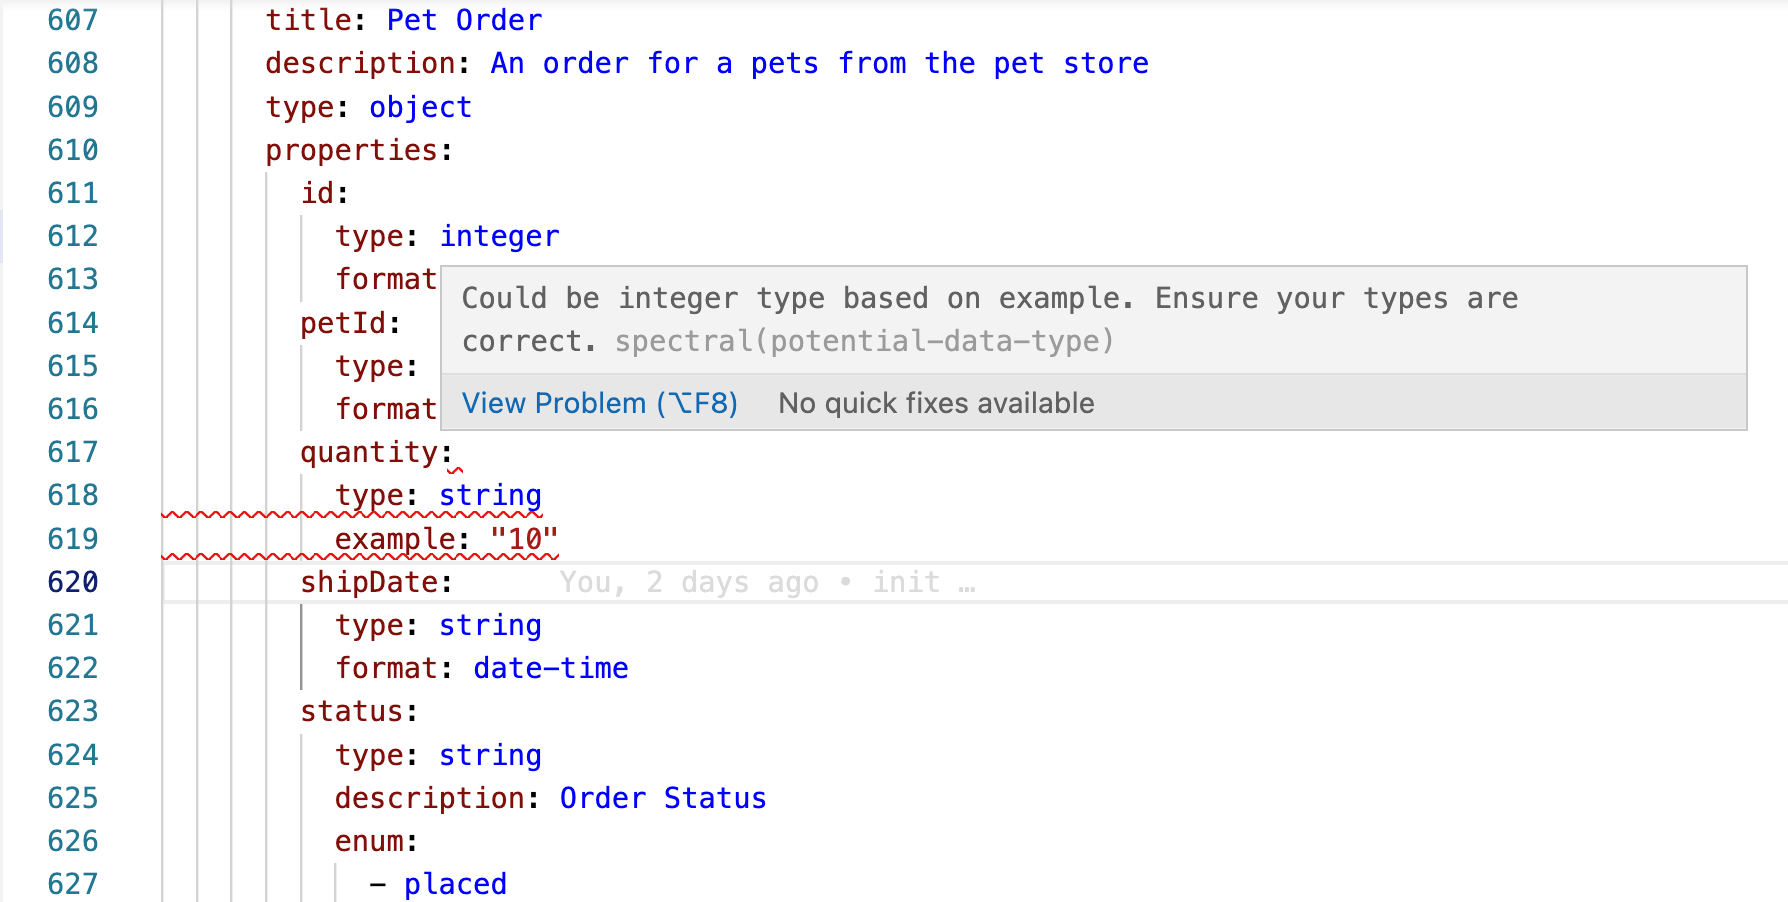 607 title: Pet Order
608 description: An order for a pets from the pet store
609 type: object
610 properties:
611 id:
612 type: integer
613 format
Could be integer type based on example. Ensure your types are
correct. spectral(potential-data-type)
View Problem (⌥F8) No quick fixes available
614 petId:
615 type:
616 format
617 quantity:
618 type: string
619 example: "10"
620 shipDate: You, 2 days ago • init …
621 type: string
622 format: date-time
623 status:
624 type: string
625 description: Order Status
626 enum:
627 - placed